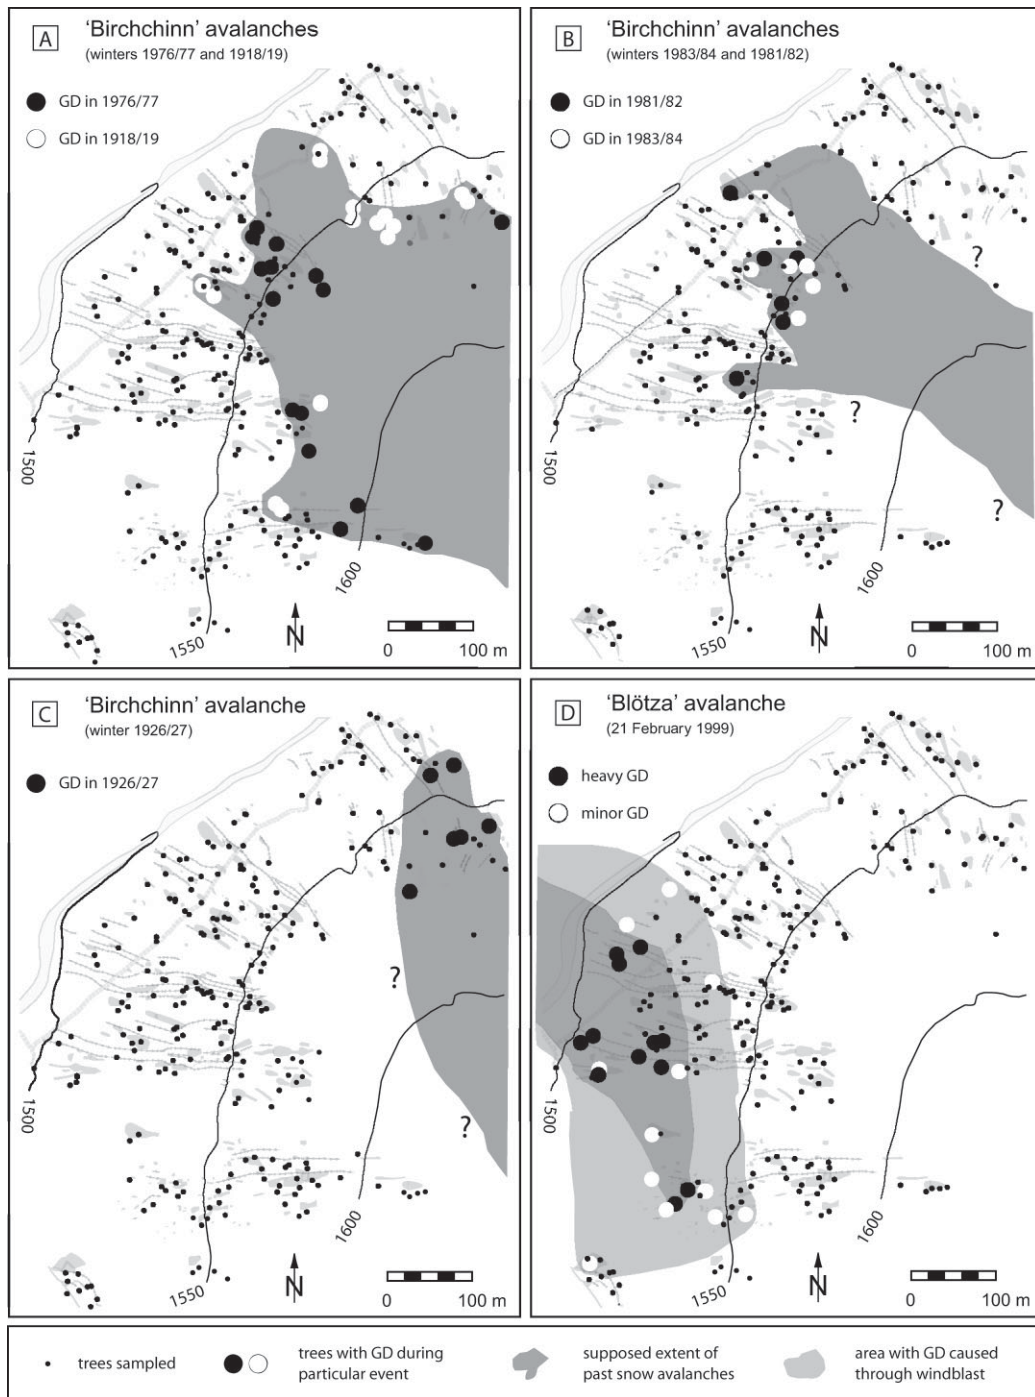 A
'Birchchinn' avalanches
(winters 1976/77 and 1918/19)
GD in 1976/77
GD in 1918/19
1500
1550
1600
N
0 100 m
B
'Birchchinn' avalanches
(winters 1983/84 and 1981/82)
GD in 1981/82
GD in 1983/84
?
?
?
1500
1550
1600
N
0 100 m
C
'Birchchinn' avalanche
(winter 1926/27)
GD in 1926/27
?
?
1500
1550
1600
N
0 100 m
D
'Blötza' avalanche
(21 February 1999)
heavy GD
minor GD
1500
1550
1600
N
0 100 m
trees sampled
trees with GD during
particular event
supposed extent of
past snow avalanches
area with GD caused
through windblast